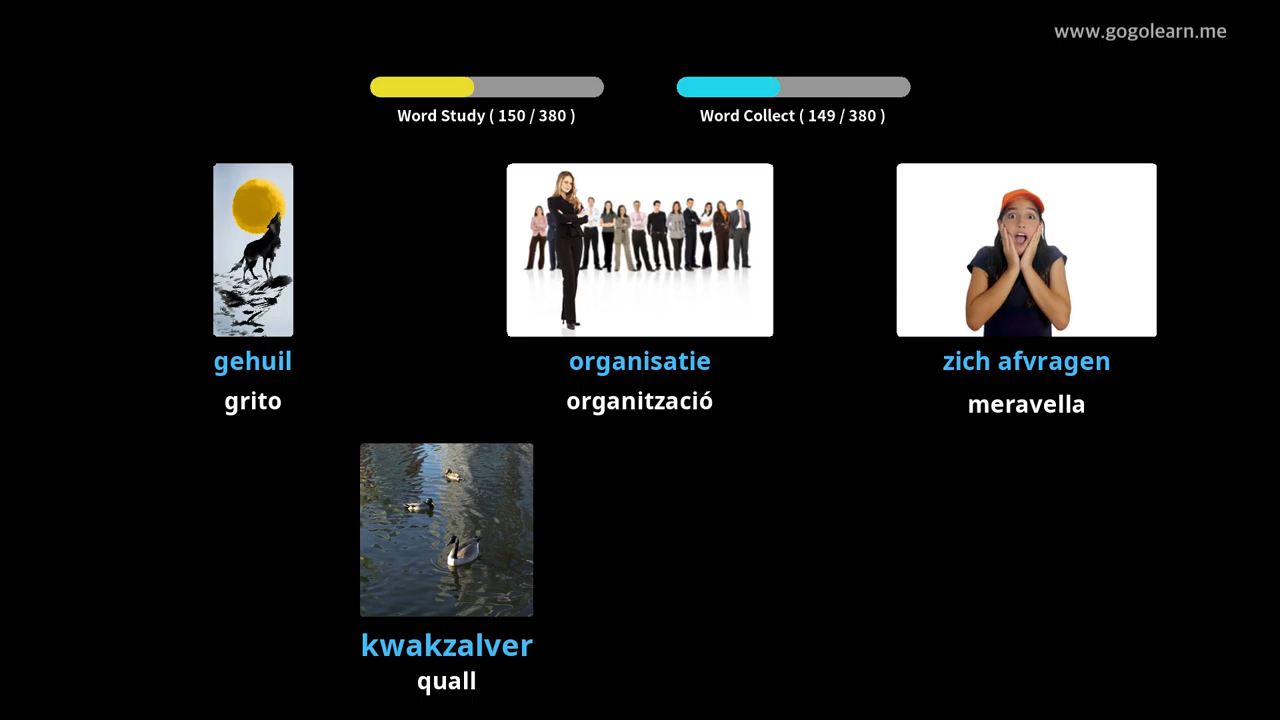 www.gogolearn.me
Word Study ( 150 / 380 )
Word Collect ( 149 / 380 )
gehuil
grito
organisatie
organització
zich afvragen
meravella
kwakzalver
quall